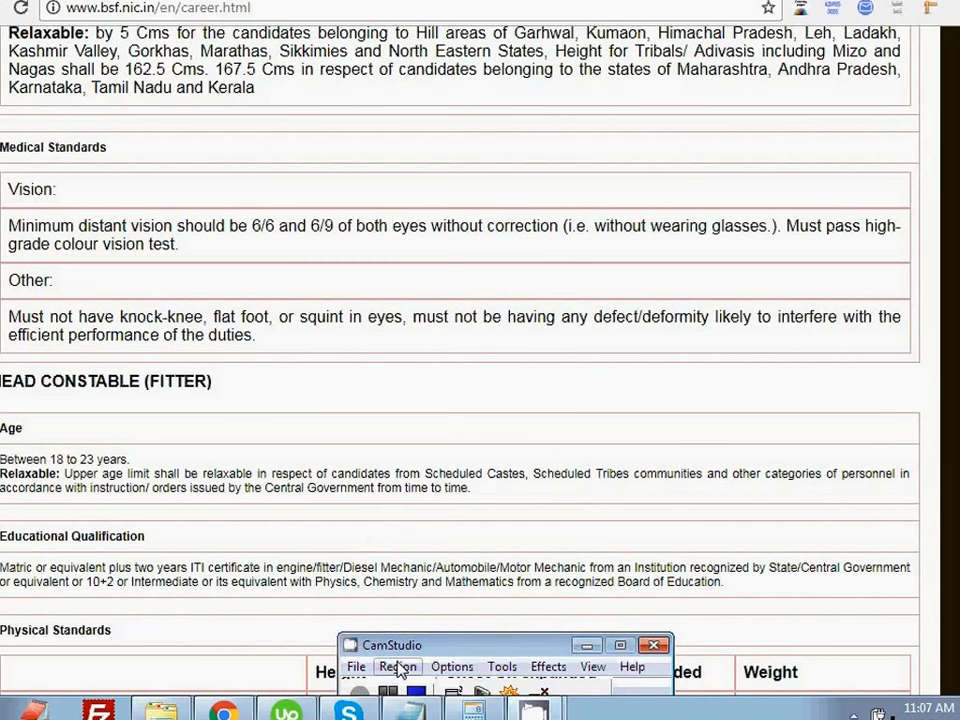 www.bsf.nic.in/en/career.html
Relaxable: by 5 Cms for the candidates belonging to Hill areas of Garhwal, Kumaon, Himachal Pradesh, Leh, Ladakh,
Kashmir Valley, Gorkhas, Marathas, Sikkimies and North Eastern States, Height for Tribals/ Adivasis including Mizo and
Nagas shall be 162.5 Cms. 167.5 Cms in respect of candidates belonging to the states of Maharashtra, Andhra Pradesh,
Karnataka, Tamil Nadu and Kerala
Medical Standards
Vision:
Minimum distant vision should be 6/6 and 6/9 of both eyes without correction (i.e. without wearing glasses.). Must pass high-
grade colour vision test.
Other:
Must not have knock-knee, flat foot, or squint in eyes, must not be having any defect/deformity likely to interfere with the
efficient performance of the duties.
EAD CONSTABLE (FITTER)
Age
Between 18 to 23 years.
Relaxable: Upper age limit shall be relaxable in respect of candidates from Scheduled Castes, Scheduled Tribes communities and other categories of personnel in
accordance with instruction/ orders issued by the Central Government from time to time.
Educational Qualification
Matric or equivalent plus two years ITI certificate in engine/fitter/Diesel Mechanic/Automobile/Motor Mechanic from an Institution recognized by State/Central Government
or equivalent or 10+2 or Intermediate or its equivalent with Physics, Chemistry and Mathematics from a recognized Board of Education.
Physical Standards
CamStudio
File Region Options Tools Effects View Help
He ded Weight
11:07 AM